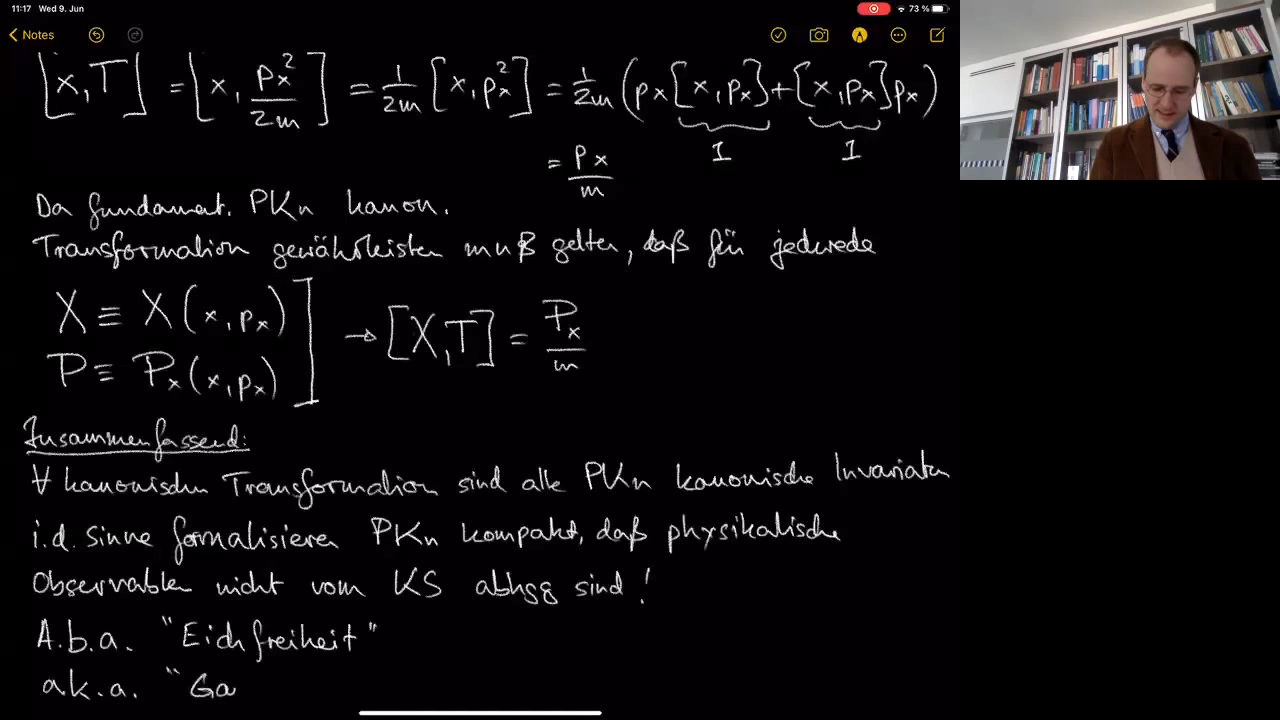 11:17 Wed 9. Jun 73 %
Notes
[x,T] = [x, px²/2m] = 1/2m [x,px²] = 1/2m (px[x,px]+[x,px]px)
1 1
= px/m
Da fundament. PKn kanon.
Transformation gewährleisten muß gelten, daß für jedwede
X ≡ X(x,px)
P ≡ Px(x,px) ] → [X,T] = Px/m
Zusammenfassend:
∀ kanonischen Transformation sind alle PKn kanonische Invarianten
i.d. Sinne formalisieren PKn kompakt, daß physikalische
Observablen nicht vom KS abhgg sind!
A.b.a. "Eichfreiheit"
a.k.a. "Ga